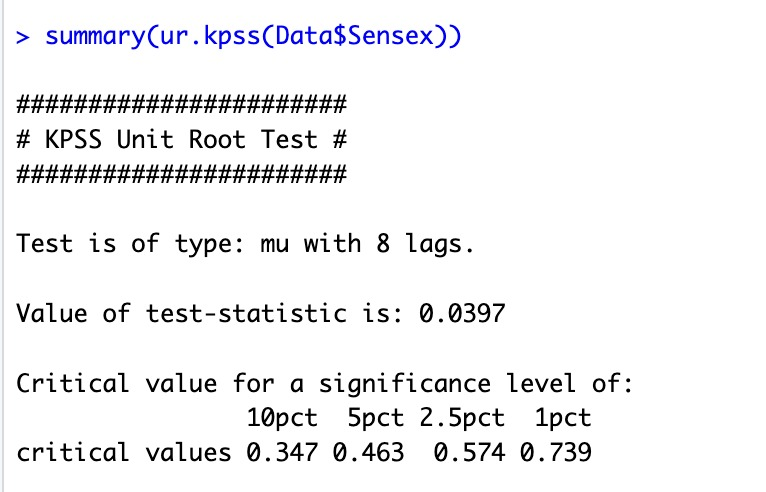 > summary(ur.kpss(Data$Sensex))
#######################
# KPSS Unit Root Test #
#######################
Test is of type: mu with 8 lags.
Value of test-statistic is: 0.0397
Critical value for a significance level of:
10pct 5pct 2.5pct 1pct
critical values 0.347 0.463 0.574 0.739